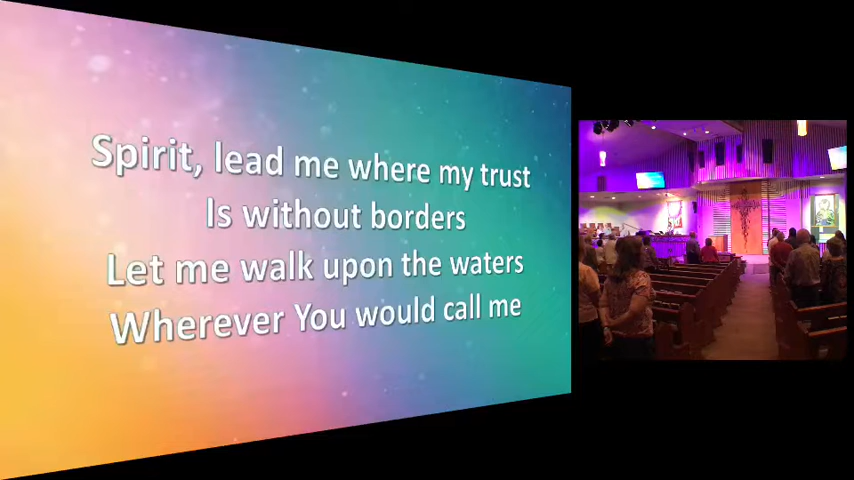 Spirit, lead me where my trust
Is without borders
Let me walk upon the waters
Wherever You would call me